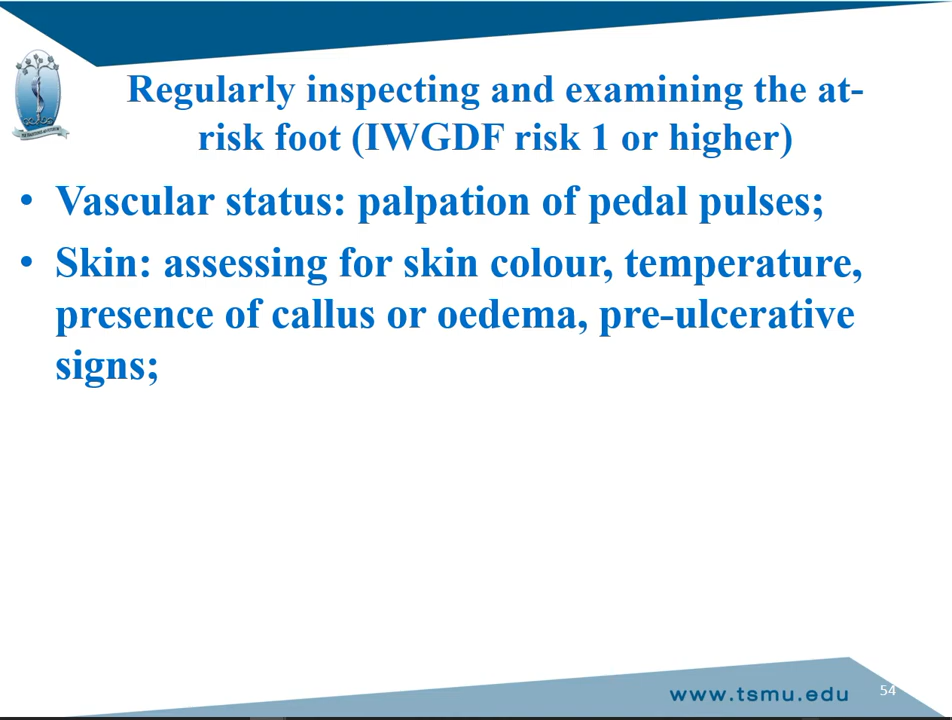 Regularly inspecting and examining the at-
risk foot (IWGDF risk 1 or higher)
• Vascular status: palpation of pedal pulses;
• Skin: assessing for skin colour, temperature,
presence of callus or oedema, pre-ulcerative
signs;
www.tsmu.edu
54